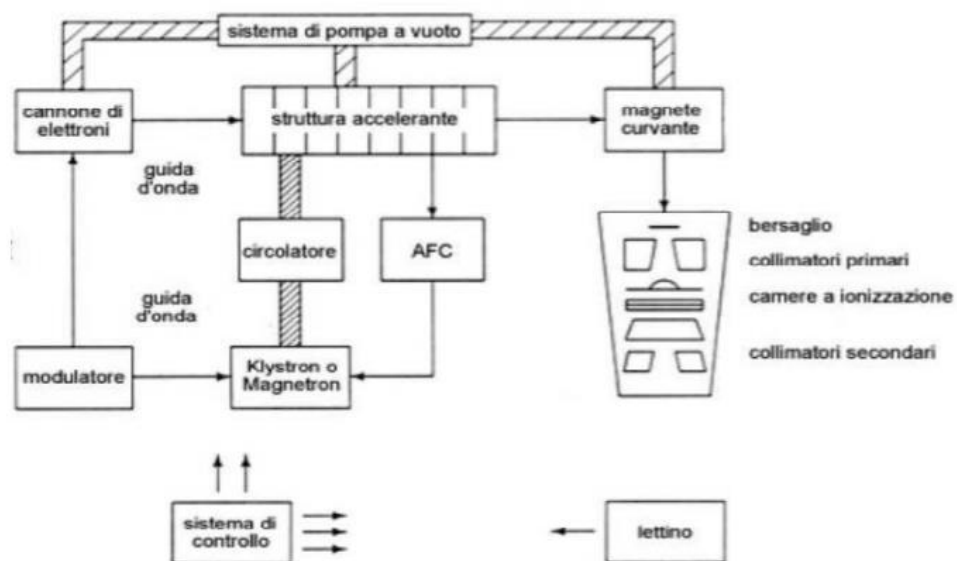 sistema di pompa a vuoto
cannone di
elettroni
struttura accelerante
magnete
curvante
guida
d'onda
circolatore
AFC
bersaglio
collimatori primari
camere a ionizzazione
collimatori secondari
guida
d'onda
modulatore
Klystron o
Magnetron
sistema di
controllo
lettino